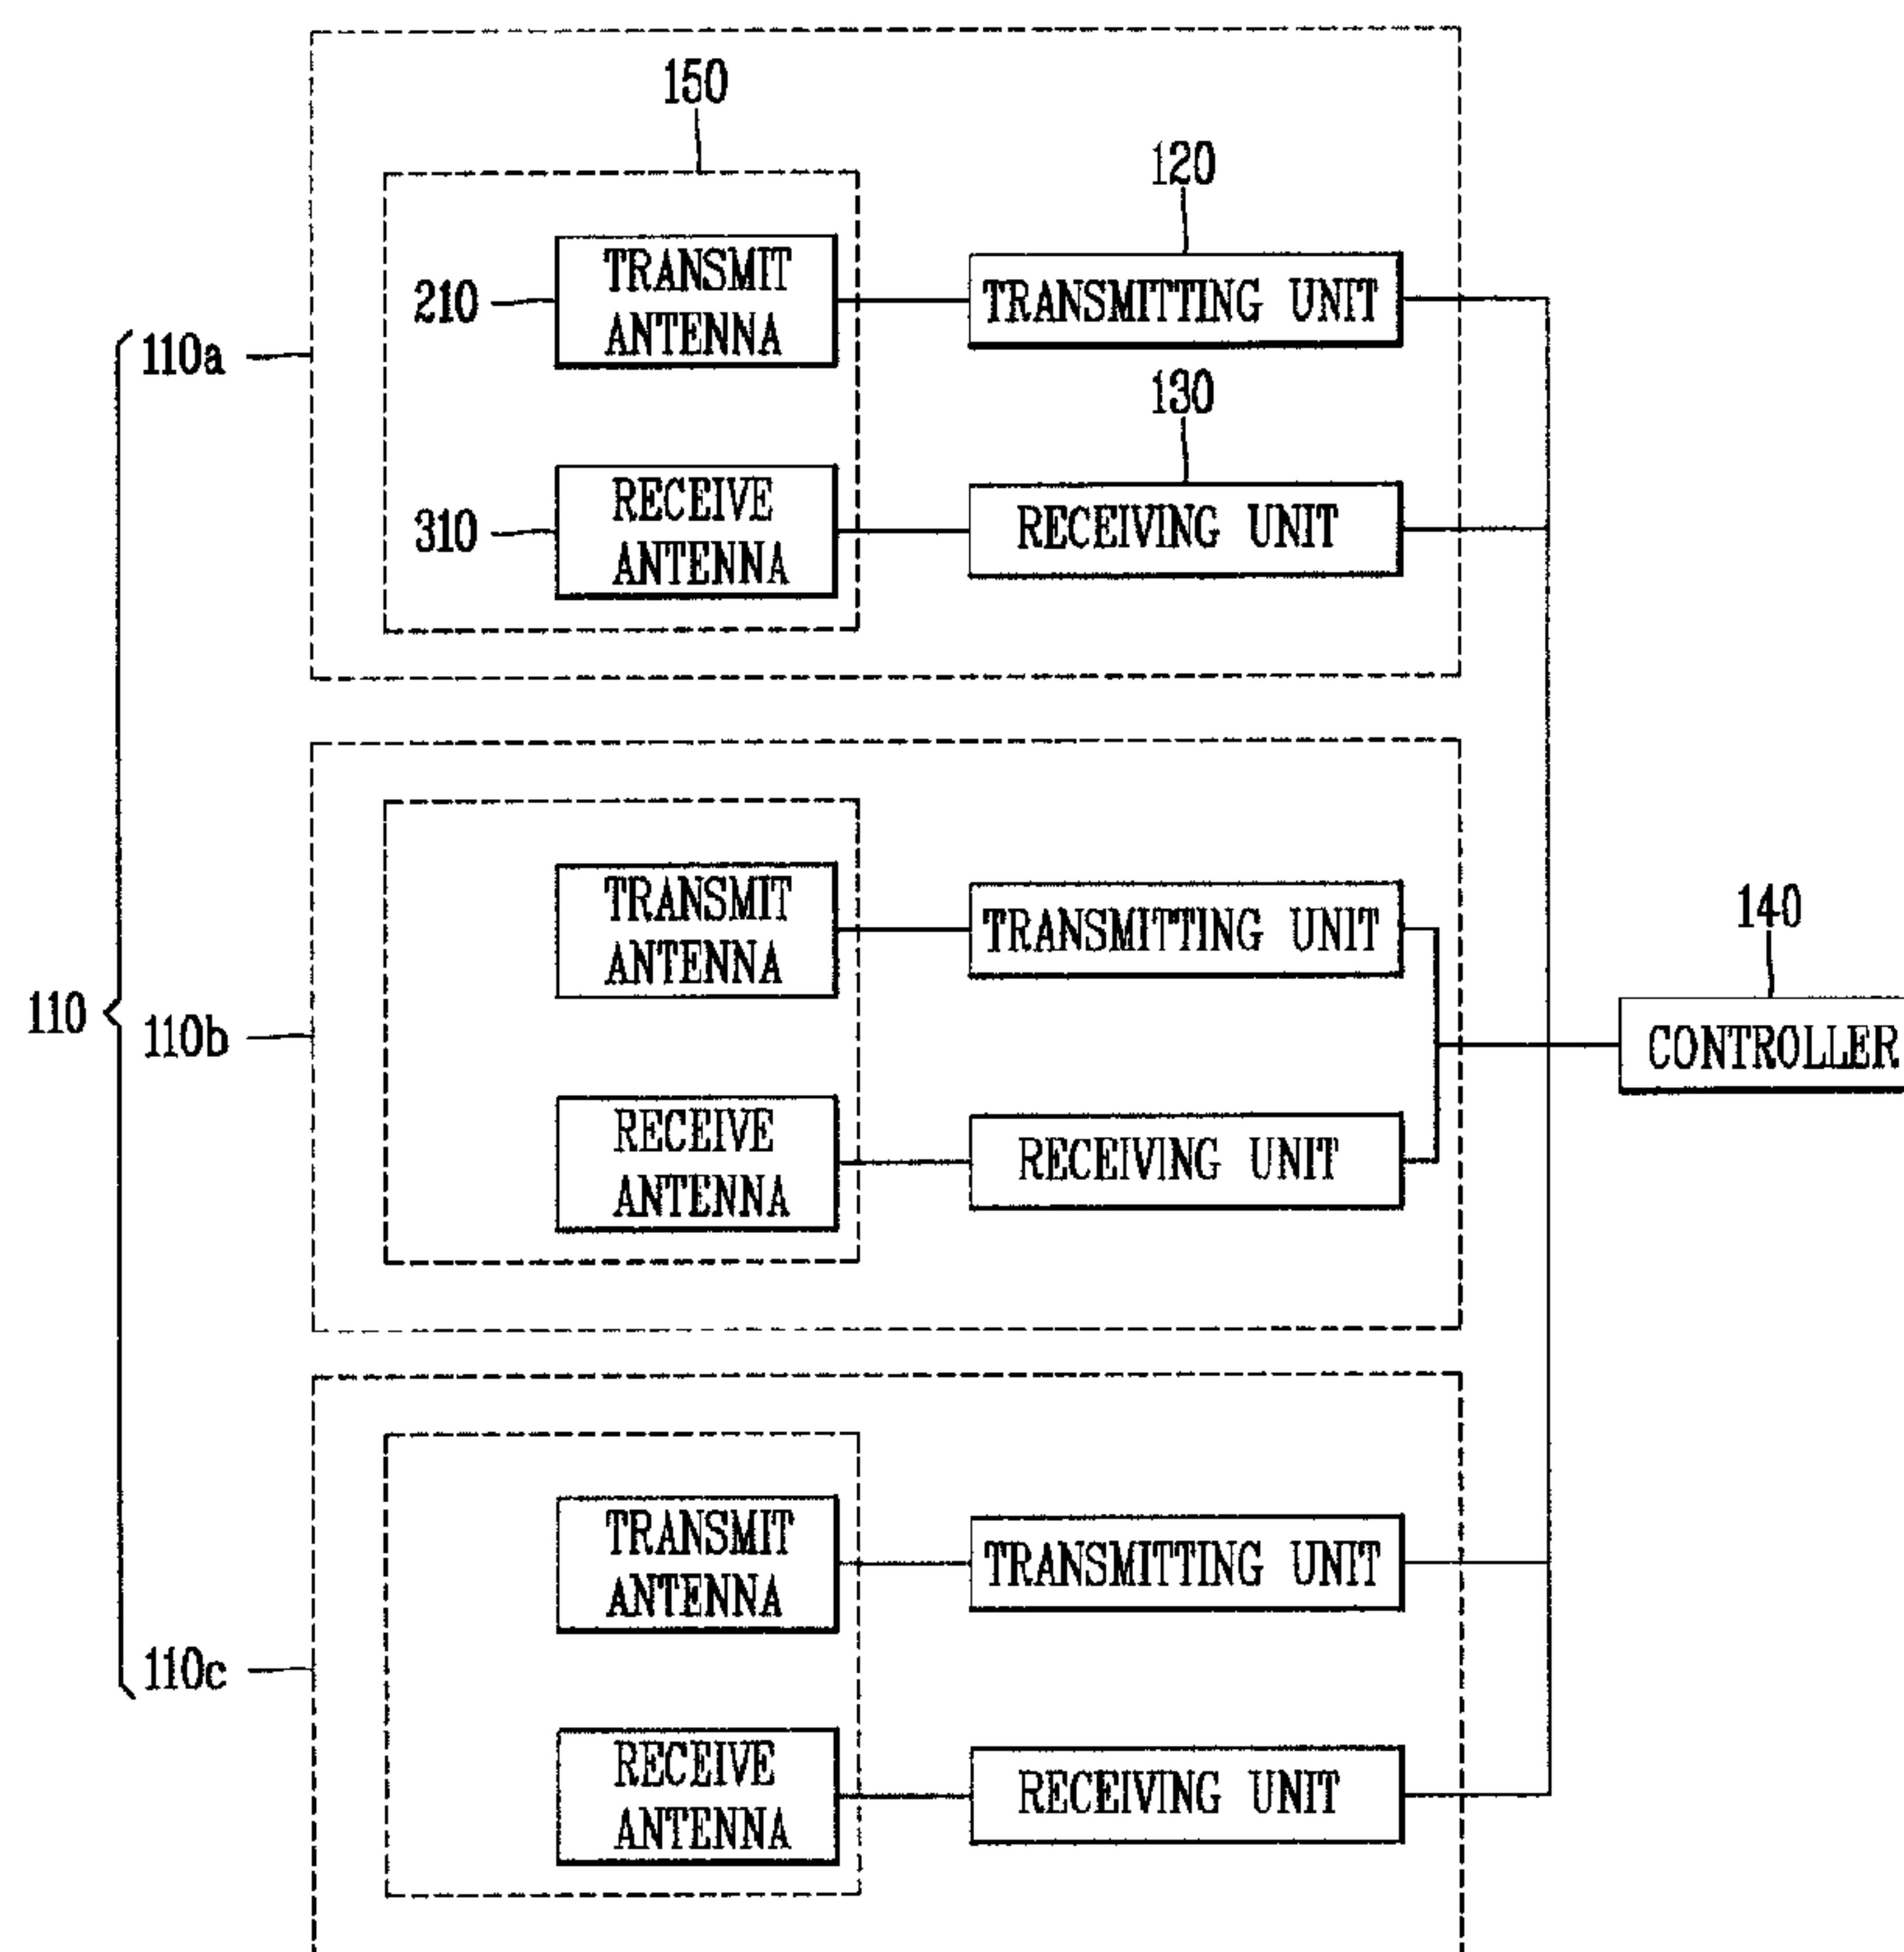 150
120
TRANSMIT
ANTENNA
210
TRANSMITTING UNIT
110a
130
RECEIVE
ANTENNA
310
RECEIVING UNIT
TRANSMIT
ANTENNA
TRANSMITTING UNIT
140
110
110b
CONTROLLER
RECEIVE
ANTENNA
RECEIVING UNIT
TRANSMIT
ANTENNA
TRANSMITTING UNIT
110c
RECEIVE
ANTENNA
RECEIVING UNIT